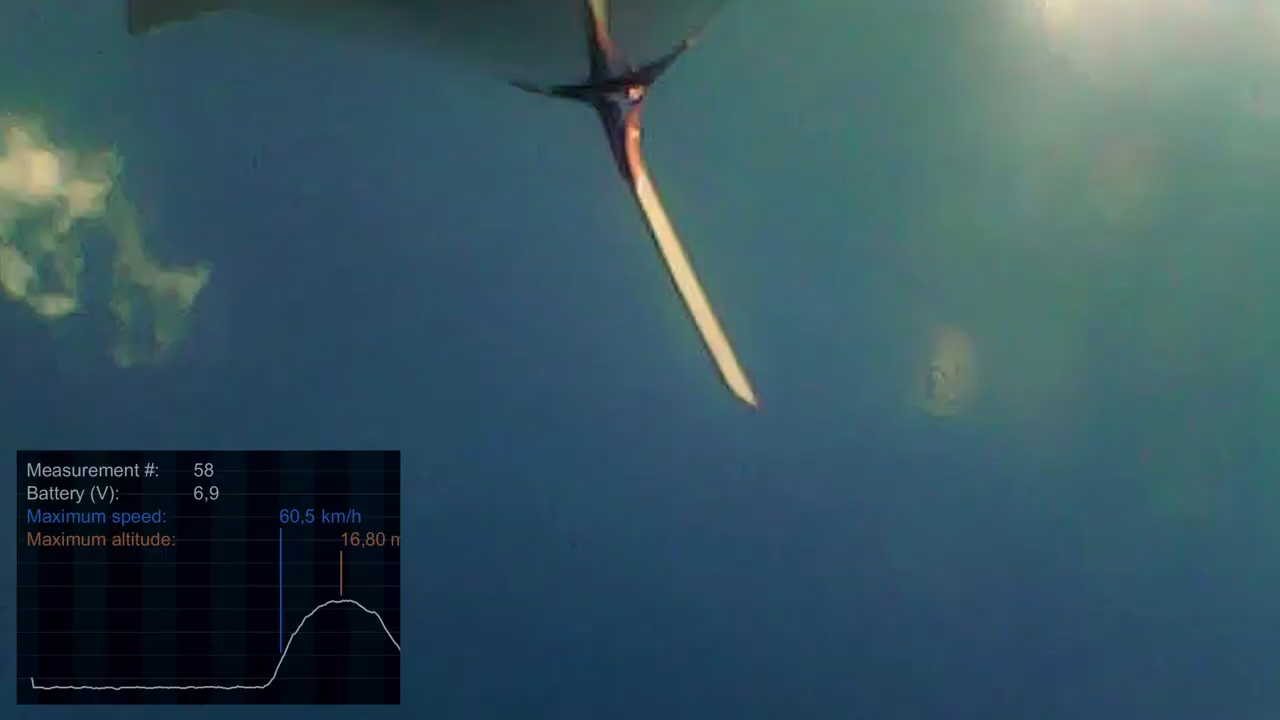 Measurement #: 58
Battery (V): 6,9
Maximum speed: 60,5 km/h
Maximum altitude: 16,80 m